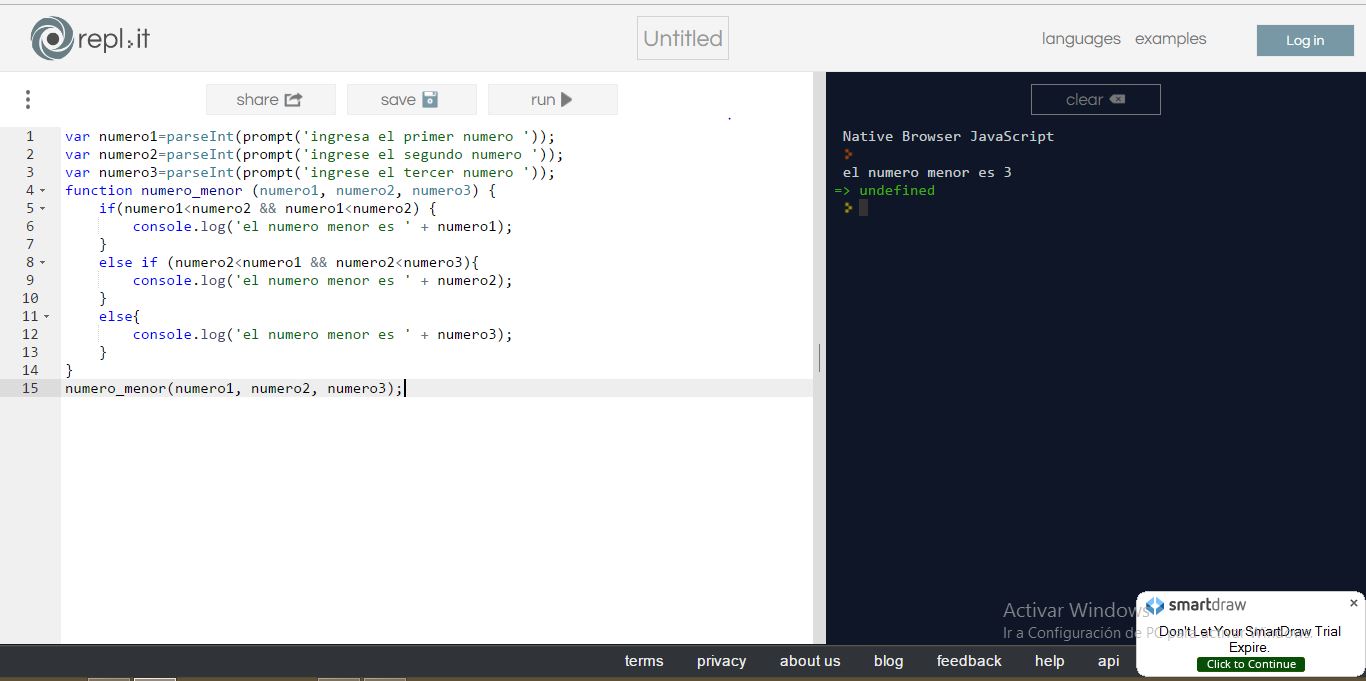 repl.it
Untitled
languages examples Log in
share save run
clear
1 var numero1=parseInt(prompt('ingresa el primer numero '));
2 var numero2=parseInt(prompt('ingrese el segundo numero '));
3 var numero3=parseInt(prompt('ingrese el tercer numero '));
4 function numero_menor (numero1, numero2, numero3) {
5 if(numero1<numero2 && numero1<numero2) {
6 console.log('el numero menor es ' + numero1);
7 }
8 else if (numero2<numero1 && numero2<numero3){
9 console.log('el numero menor es ' + numero2);
10 }
11 else{
12 console.log('el numero menor es ' + numero3);
13 }
14 }
15 numero_menor(numero1, numero2, numero3);
Native Browser JavaScript
el numero menor es 3
=> undefined
Activar Windows
Ir a Configuración de PC para activar Windows.
smartdraw
Don't Let Your SmartDraw Trial
Expire.
Click to Continue
terms privacy about us blog feedback help api